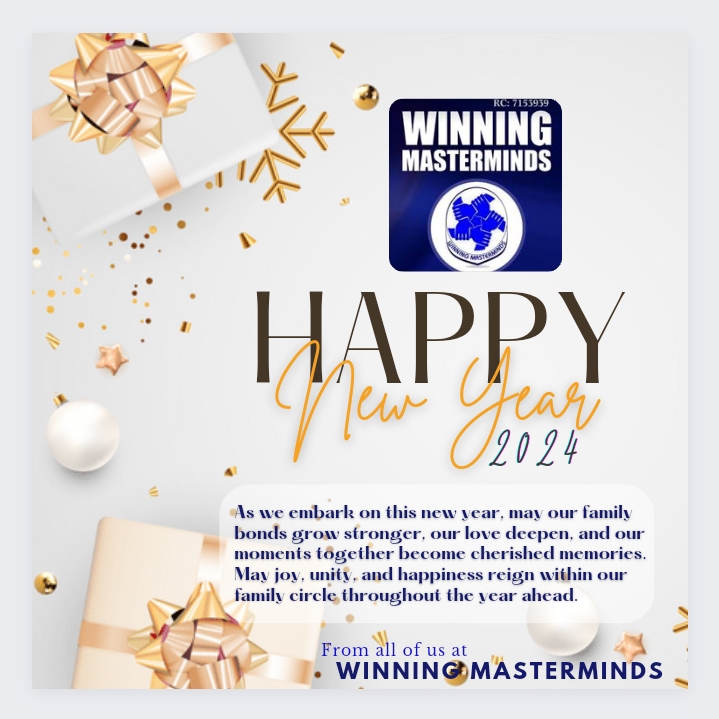 RC: 7153939
WINNING
MASTERMINDS
WINNING MASTERMINDS
HAPPY
New Year
2024
As we embark on this new year, may our family
bonds grow stronger, our love deepen, and our
moments together become cherished memories.
May joy, unity, and happiness reign within our
family circle throughout the year ahead.
From all of us at
WINNING MASTERMINDS